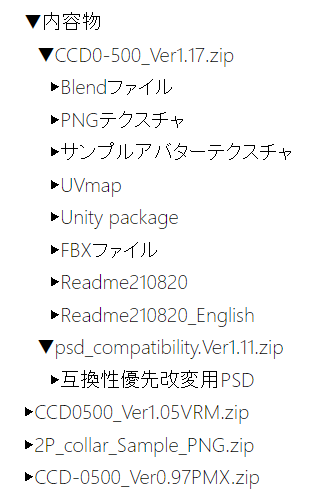 ▼内容物
▼CCD0-500_Ver1.17.zip
▶Blendファイル
▶PNGテクスチャ
▶サンプルアバターテクスチャ
▶UVmap
▶Unity package
▶FBXファイル
▶Readme210820
▶Readme210820_English
▼psd_compatibility.Ver1.11.zip
▶互換性優先改変用PSD
▶CCD0500_Ver1.05VRM.zip
▶2P_collar_Sample_PNG.zip
▶CCD-0500_Ver0.97PMX.zip